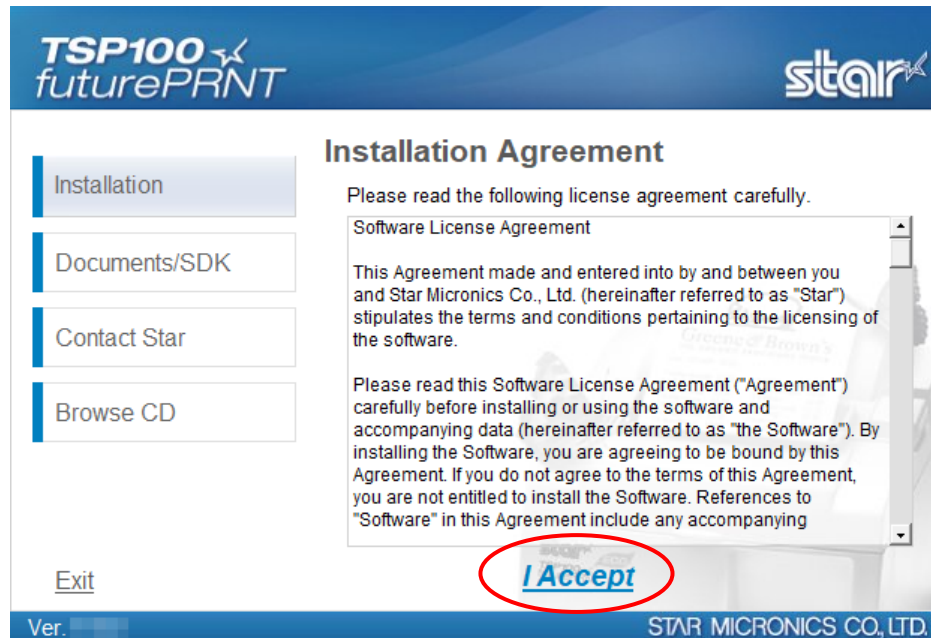 TSP100
futurePRNT
star
Installation
Documents/SDK
Contact Star
Browse CD
Exit
Installation Agreement
Please read the following license agreement carefully.
Software License Agreement
This Agreement made and entered into by and between you
and Star Micronics Co., Ltd. (hereinafter referred to as "Star")
stipulates the terms and conditions pertaining to the licensing of
the software.
Please read this Software License Agreement ("Agreement")
carefully before installing or using the software and
accompanying data (hereinafter referred to as "the Software"). By
installing the Software, you are agreeing to be bound by this
Agreement. If you do not agree to the terms of this Agreement,
you are not entitled to install the Software. References to
"Software" in this Agreement include any accompanying
Greene & Brown's
I Accept
Ver.
STAR MICRONICS CO., LTD.